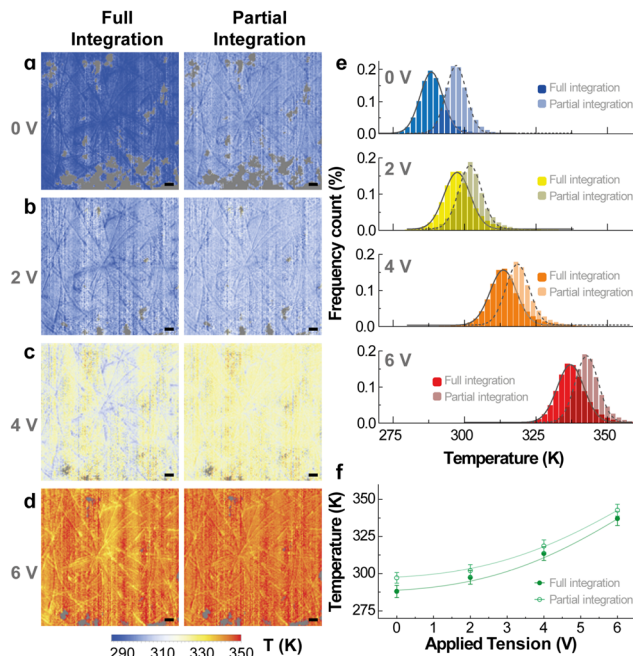 Full Integration
Partial Integration
a
0 V
b
2 V
c
4 V
d
6 V
290 310 330 350 T (K)
e
Frequency count (%)
0.2
0.1
0.0
0 V
Full integration
Partial integration
0.2
0.1
0.0
2 V
Full integration
Partial integration
0.2
0.1
0.0
4 V
Full integration
Partial integration
0.2
0.1
0.0
6 V
Full integration
Partial integration
275 300 325 350
Temperature (K)
f
Temperature (K)
350
325
300
275
Full integration
Partial integration
0 1 2 3 4 5 6
Applied Tension (V)